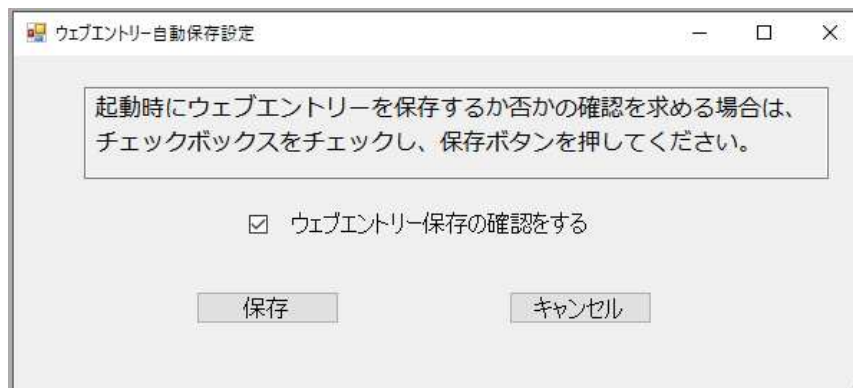 ウェブエントリー自動保存設定
起動時にウェブエントリーを保存するか否かの確認を求める場合は、
チェックボックスをチェックし、保存ボタンを押してください。
ウェブエントリー保存の確認をする
保存
キャンセル